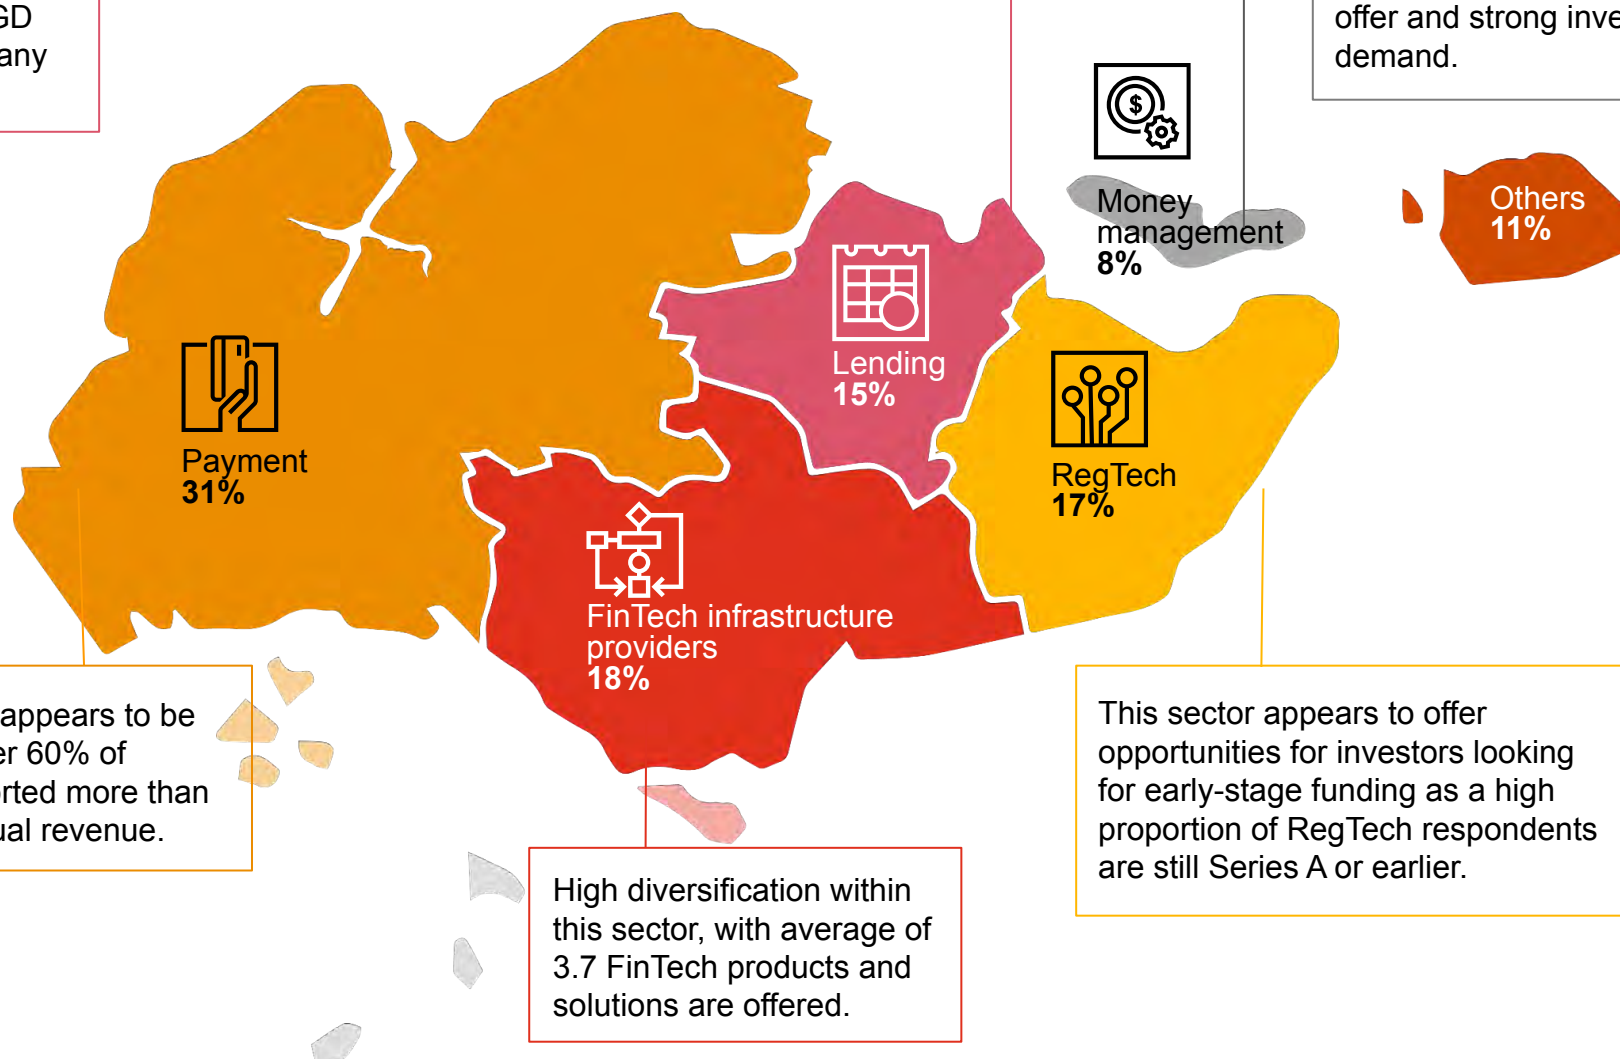 GD
any
offer and strong inve
demand.
Money
management
8%
Others
11%
Lending
15%
Payment
31%
RegTech
17%
FinTech infrastructure
providers
18%
appears to be
er 60% of
rted more than
ual revenue.
This sector appears to offer
opportunities for investors looking
for early-stage funding as a high
proportion of RegTech respondents
are still Series A or earlier.
High diversification within
this sector, with average of
3.7 FinTech products and
solutions are offered.